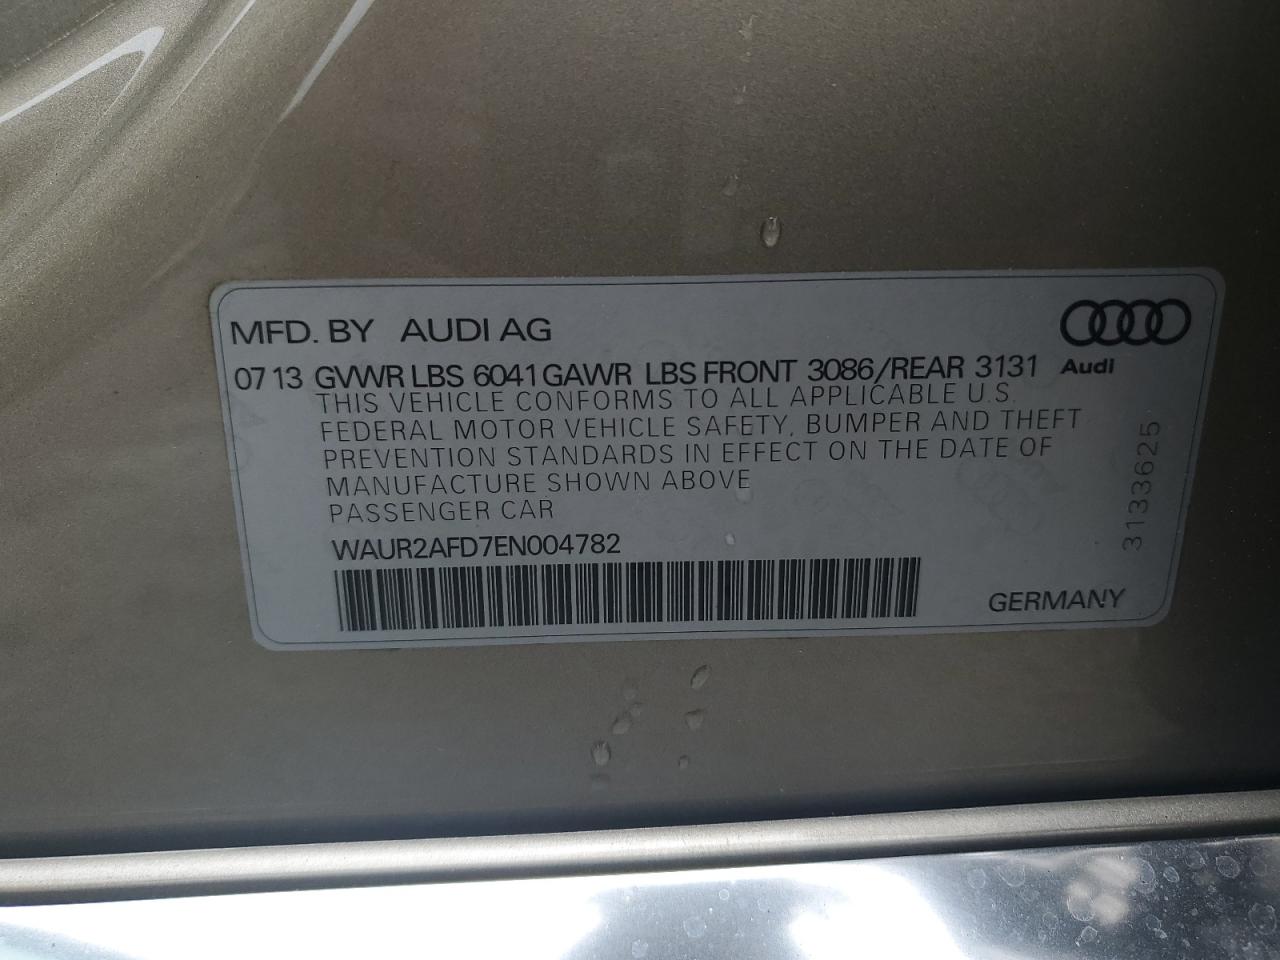 MFD. BY AUDI AG
07 13 GVWR LBS 6041 GAWR LBS FRONT 3086/REAR 3131
Audi
THIS VEHICLE CONFORMS TO ALL APPLICABLE U.S.
FEDERAL MOTOR VEHICLE SAFETY, BUMPER AND THEFT
PREVENTION STANDARDS IN EFFECT ON THE DATE OF
MANUFACTURE SHOWN ABOVE
PASSENGER CAR
WAUR2AFD7EN004782
GERMANY
3133625